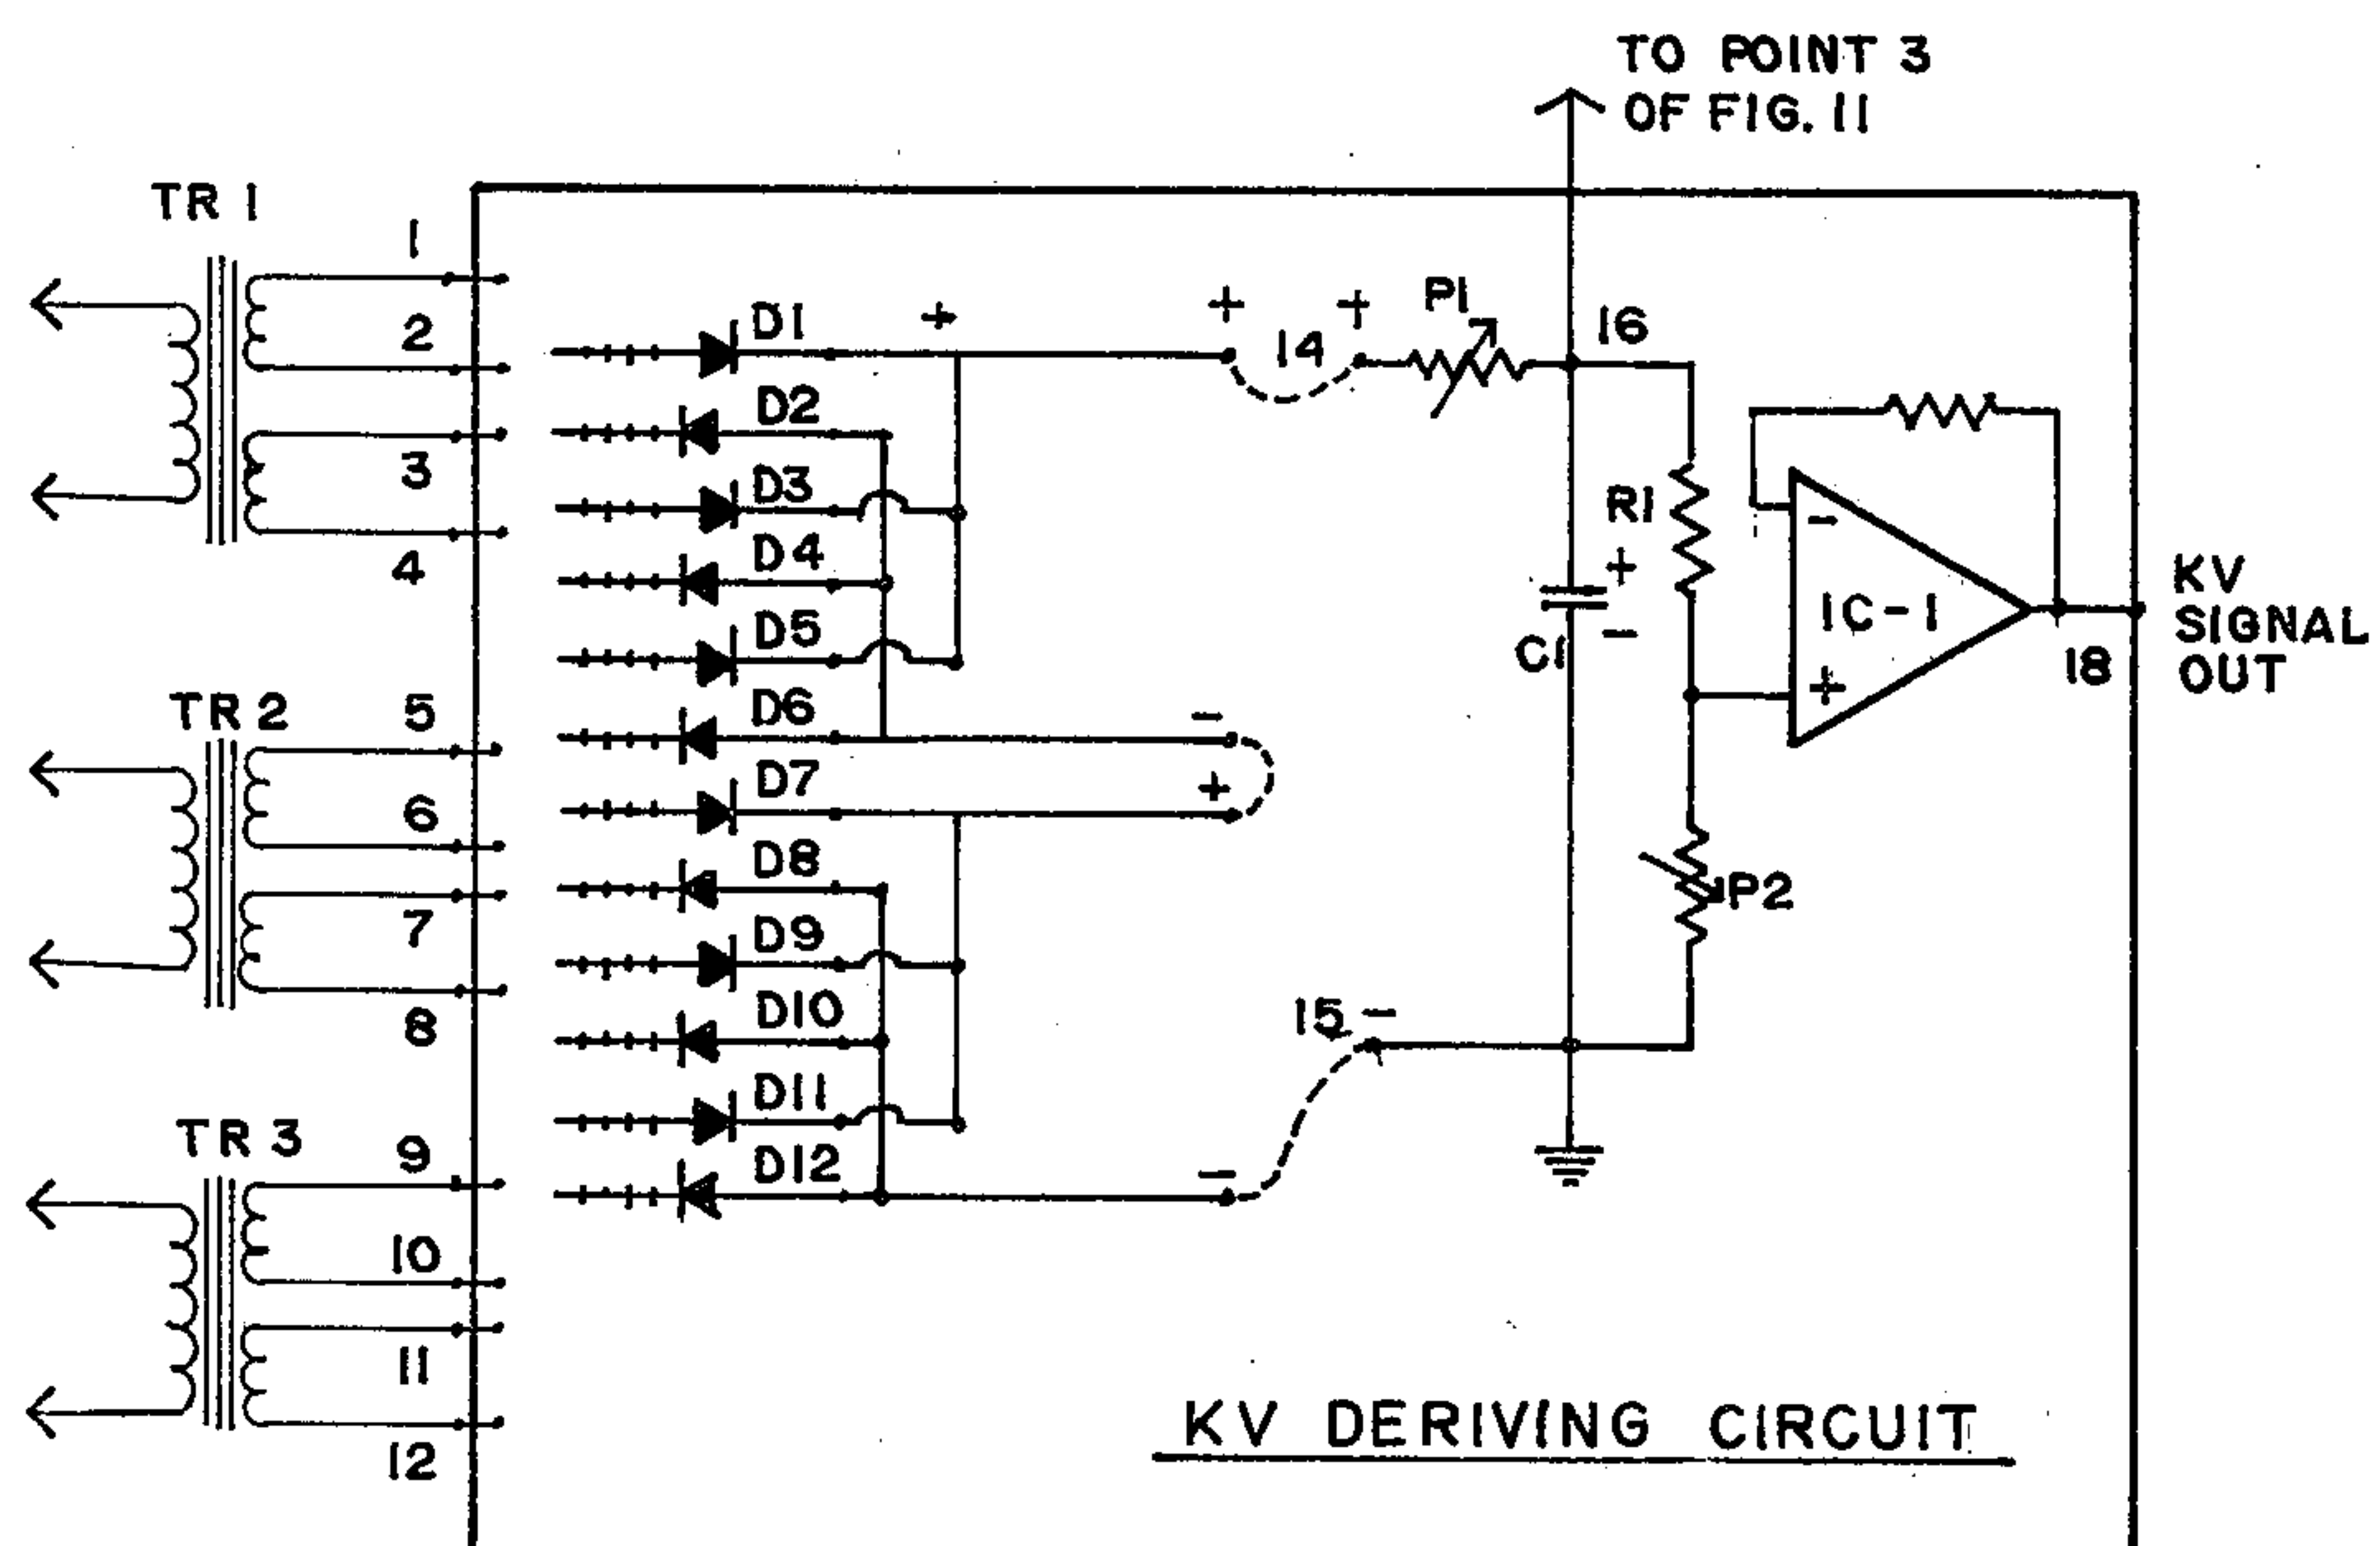 TO POINT 3
OF FIG. 11
TR 1
1
2
3
4
TR 2
5
6
7
8
TR 3
9
10
11
12
D1
D2
D3
D4
D5
D6
D7
D8
D9
D10
D11
D12
+
+
14
+
P1
16
R1
+
C1
-
-
IC-1
+
18
KV
SIGNAL
OUT
-
+
P2
15 -
-
KV DERIVING CIRCUIT